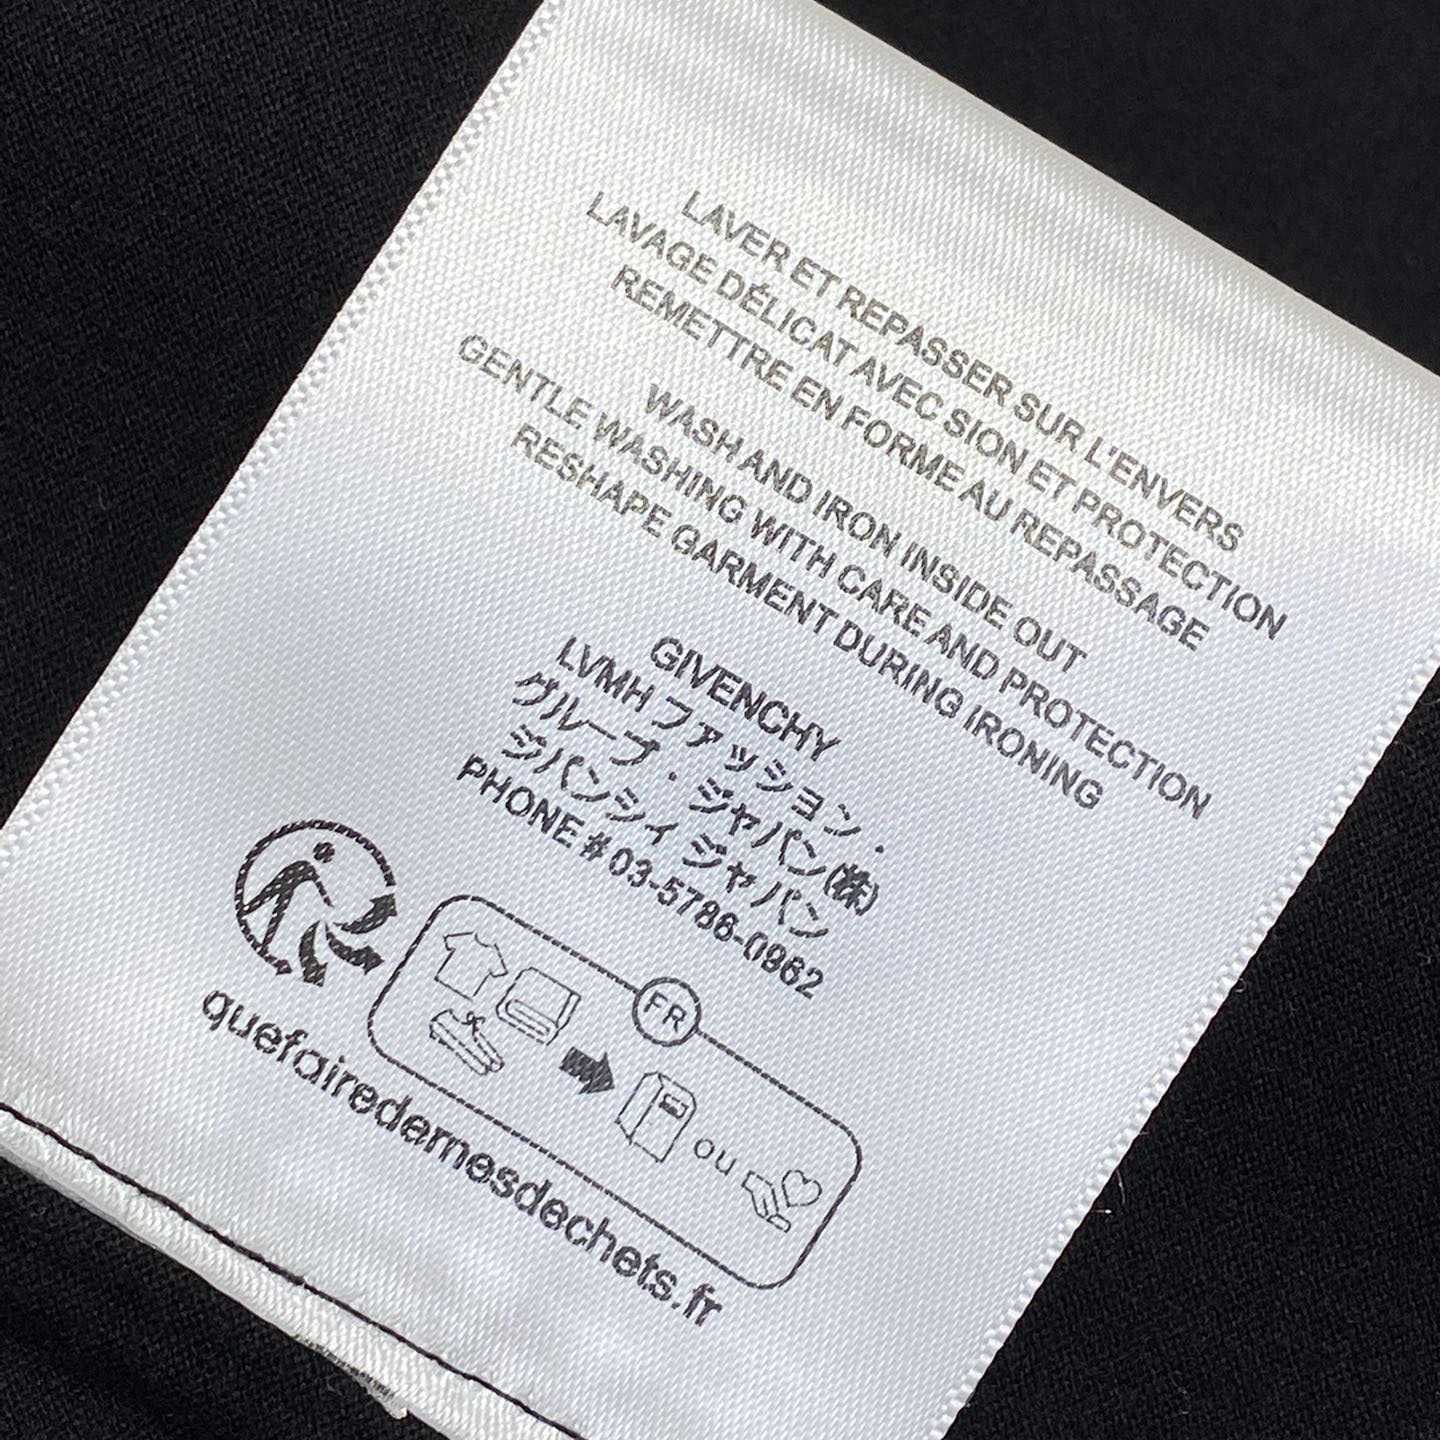 LAVER ET REPASSER SUR L'ENVERS
LAVAGE DÉLICAT AVEC SION ET PROTECTION
REMETTRE EN FORME AU REPASSAGE
WASH AND IRON INSIDE OUT
GENTLE WASHING WITH CARE AND PROTECTION
RESHAPE GARMENT DURING IRONING
GIVENCHY
LVMH ファッション・
グループ・ジャパン(株)
ジバンシィ ジャパン
PHONE # 03-5786-0962
FR
ou
quefairedemesdechets.fr